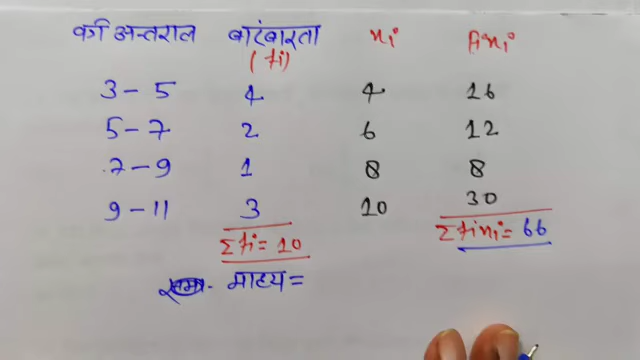 की अन्तराल बारंबारता xi fixi
(fi)
3 - 5 4 4 16
5 - 7 2 6 12
7 - 9 1 8 8
9 - 11 3 10 30
Σfi = 10 Σfixi = 66
माध्य =